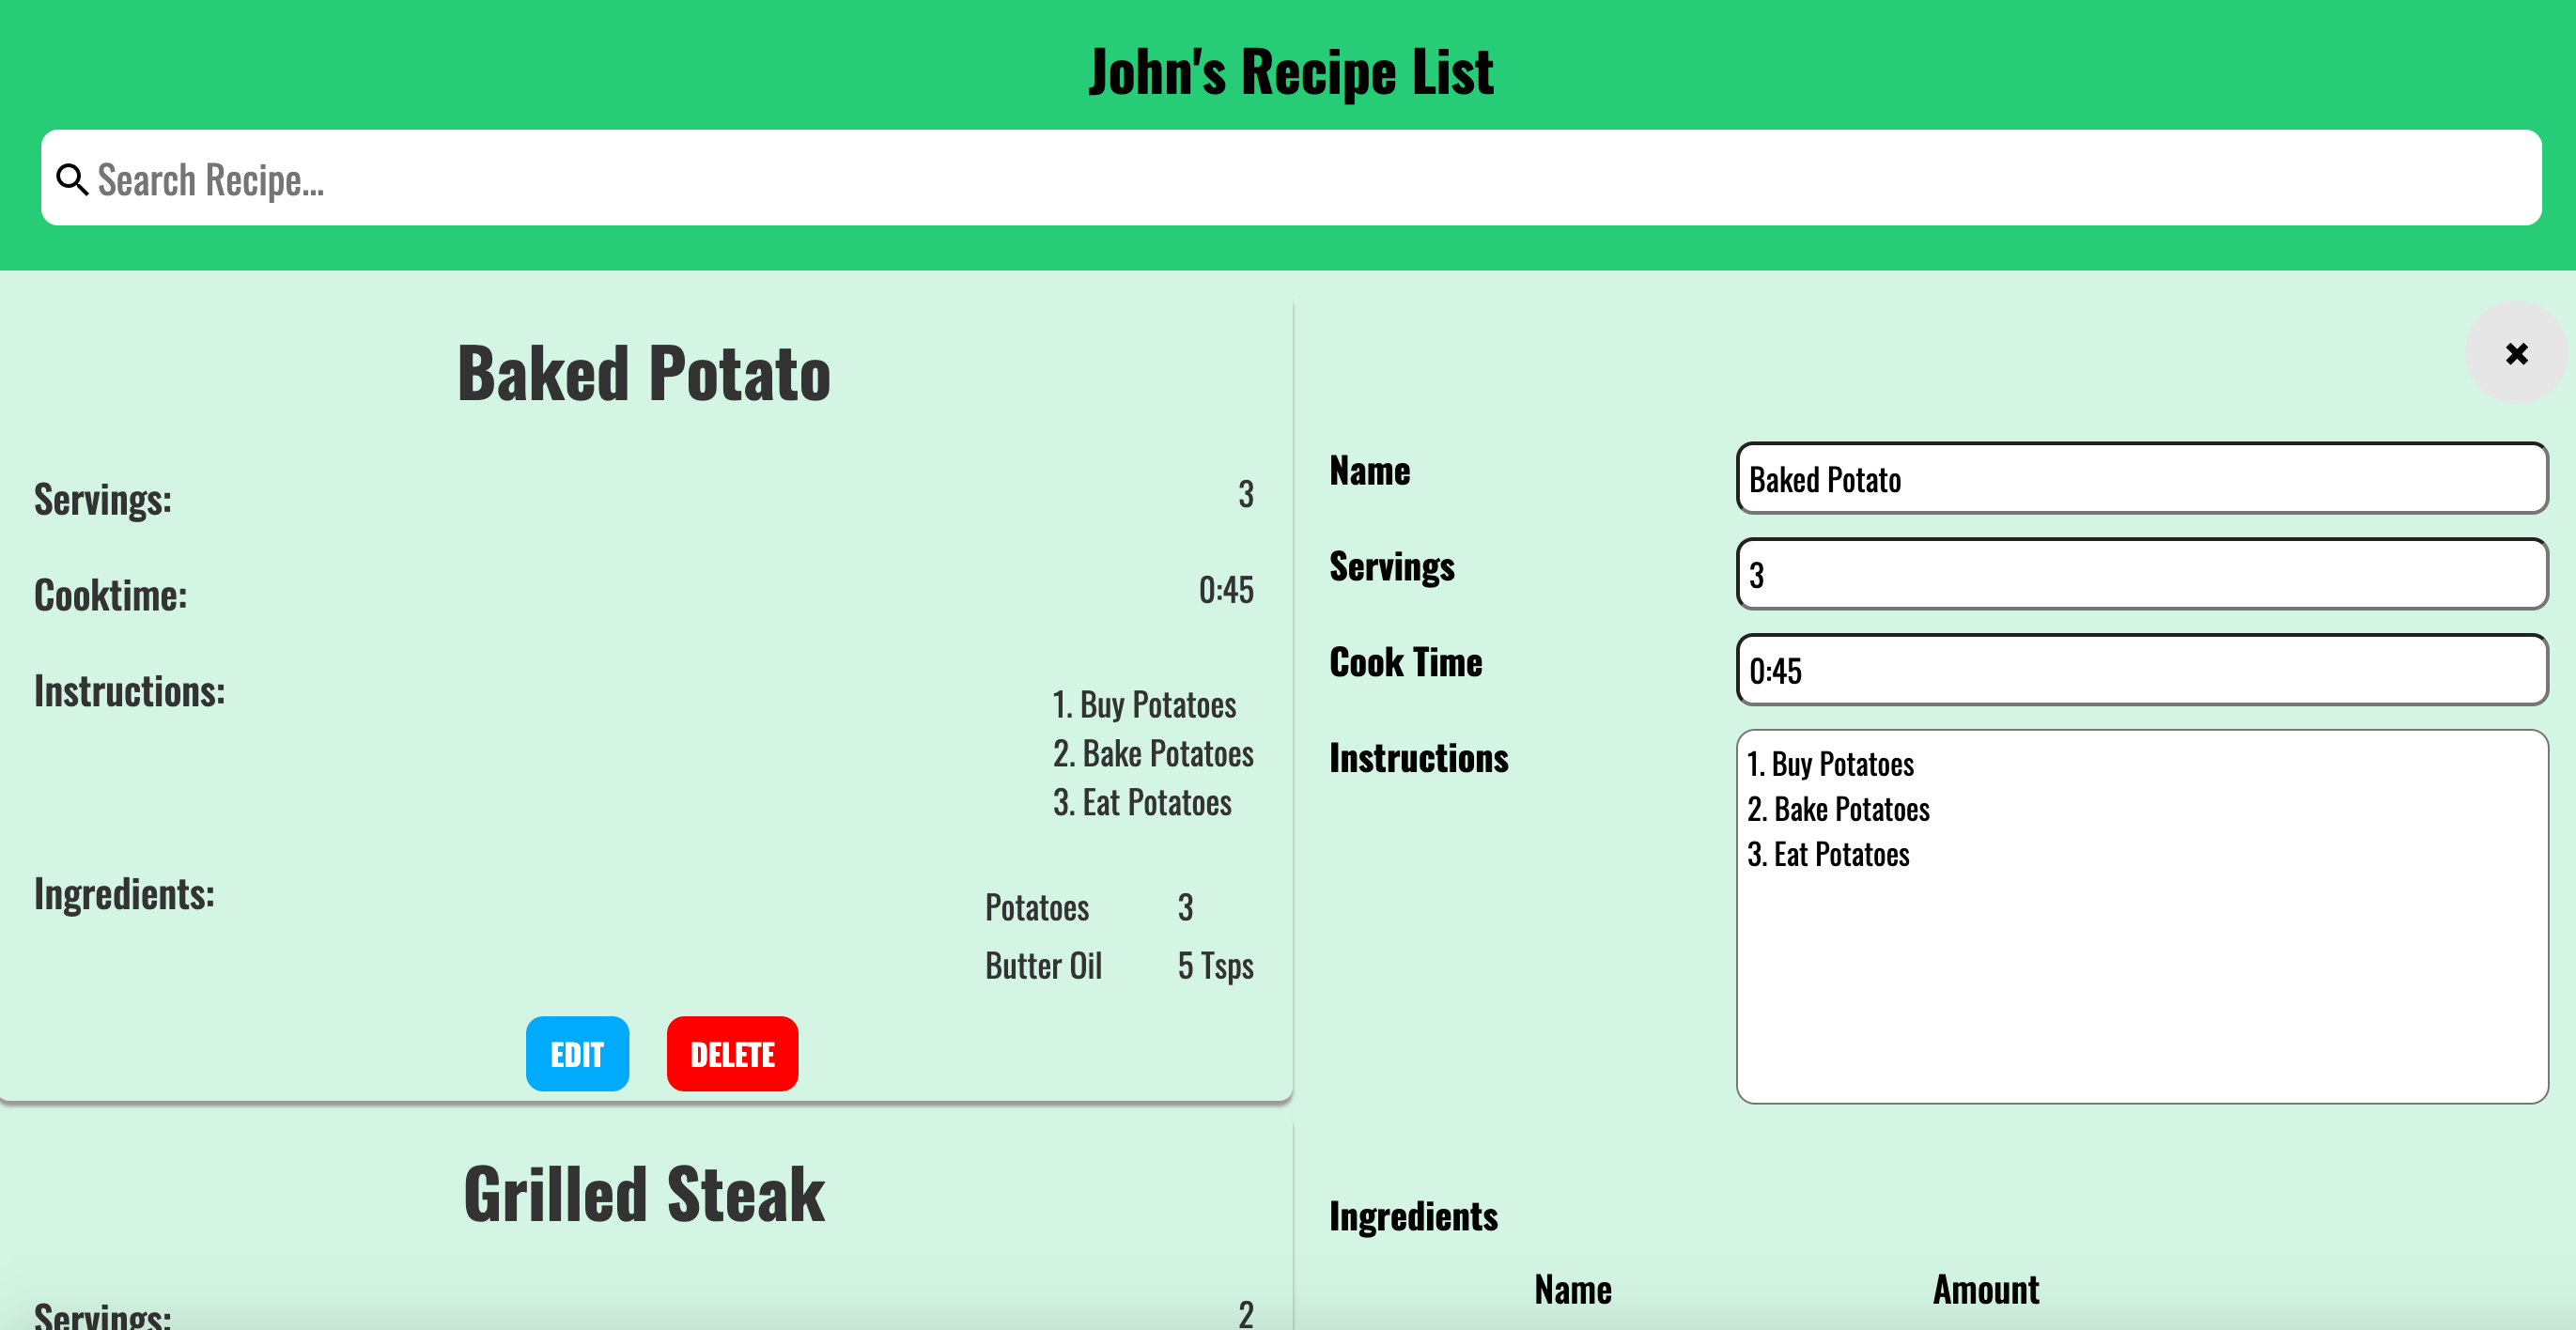 John's Recipe List
Search Recipe...
Baked Potato
Servings: 3
Cooktime: 0:45
Instructions:
1. Buy Potatoes
2. Bake Potatoes
3. Eat Potatoes
Ingredients:
Potatoes 3
Butter Oil 5 Tsps
EDIT DELETE
Grilled Steak
Servings: 2
Name Baked Potato
Servings 3
Cook Time 0:45
Instructions
1. Buy Potatoes
2. Bake Potatoes
3. Eat Potatoes
Ingredients
Name Amount